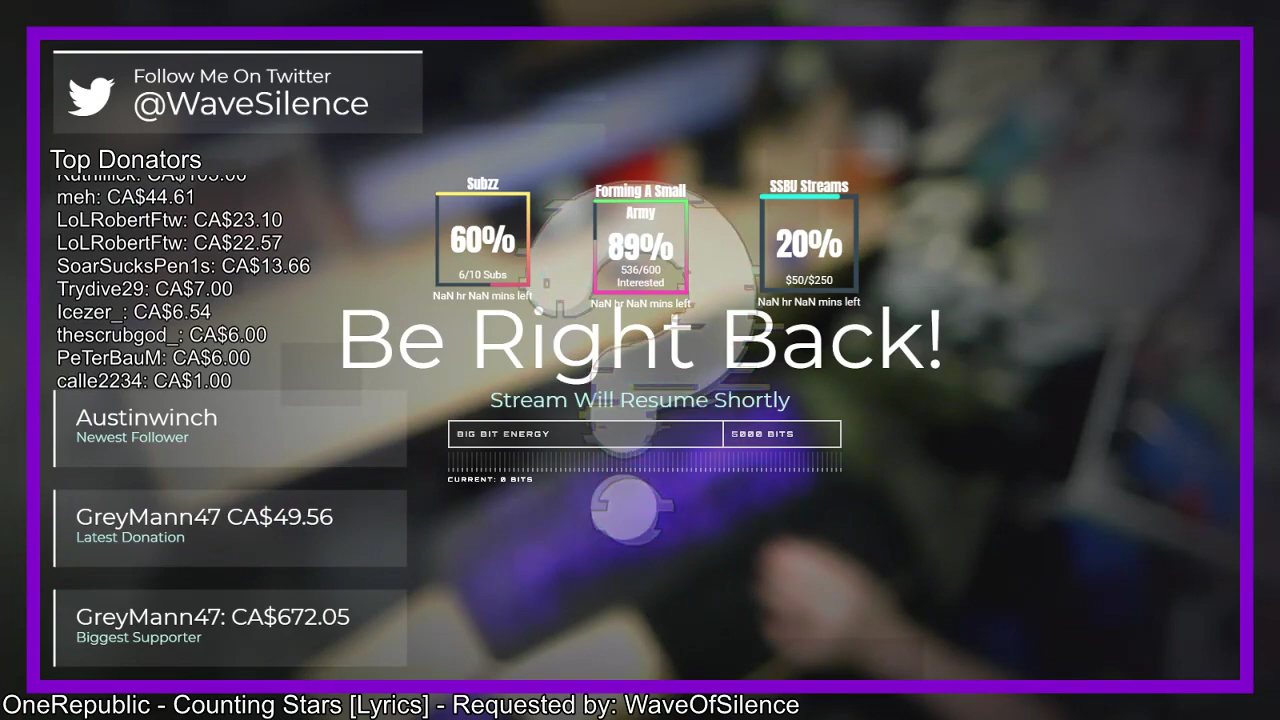 Follow Me On Twitter
@WaveSilence
Top Donators
meh: CA$44.61
LoLRobertFtw: CA$23.10
LoLRobertFtw: CA$22.57
SoarSucksPen1s: CA$13.66
Trydive29: CA$7.00
Icezer_: CA$6.54
thescrubgod_: CA$6.00
PeTerBauM: CA$6.00
calle2234: CA$1.00
Austinwinch
Newest Follower
GreyMann47 CA$49.56
Latest Donation
GreyMann47: CA$672.05
Biggest Supporter
Subzz
60%
6/10 Subs
NaN hr NaN mins left
Forming A Small
Army
89%
536/600
Interested
NaN hr NaN mins left
SSBU Streams
20%
$50/$250
NaN hr NaN mins left
Be Right Back!
Stream Will Resume Shortly
BIG BIT ENERGY
5000 BITS
CURRENT: 0 BITS
OneRepublic - Counting Stars [Lyrics] - Requested by: WaveOfSilence